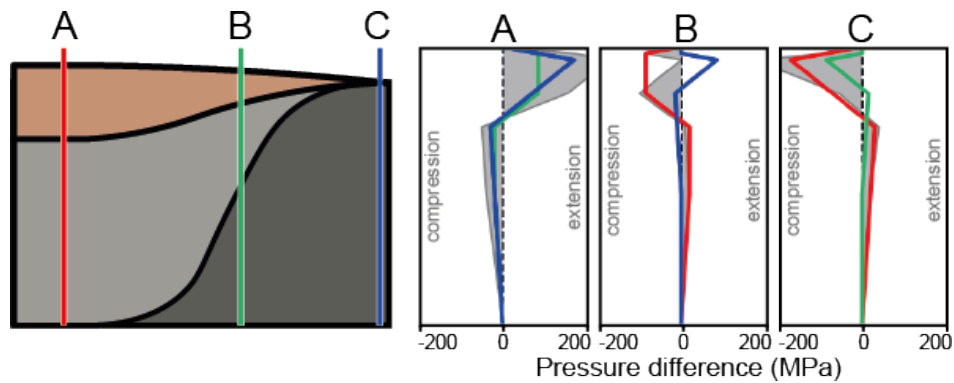 A B C
A B C
compression extension compression extension compression extension
-200 0 200 -200 0 200 -200 0 200
Pressure difference (MPa)